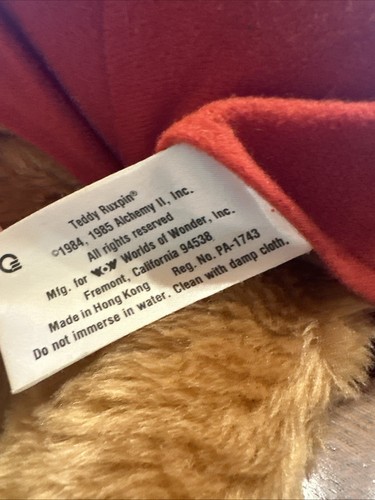 Teddy Ruxpin®
©1984, 1985 Alchemy II, Inc.
All rights reserved
Mfg. for WOW Worlds of Wonder, Inc.
Fremont, California 94538
Made in Hong Kong Reg. No. PA-1743
Do not immerse in water. Clean with damp cloth.